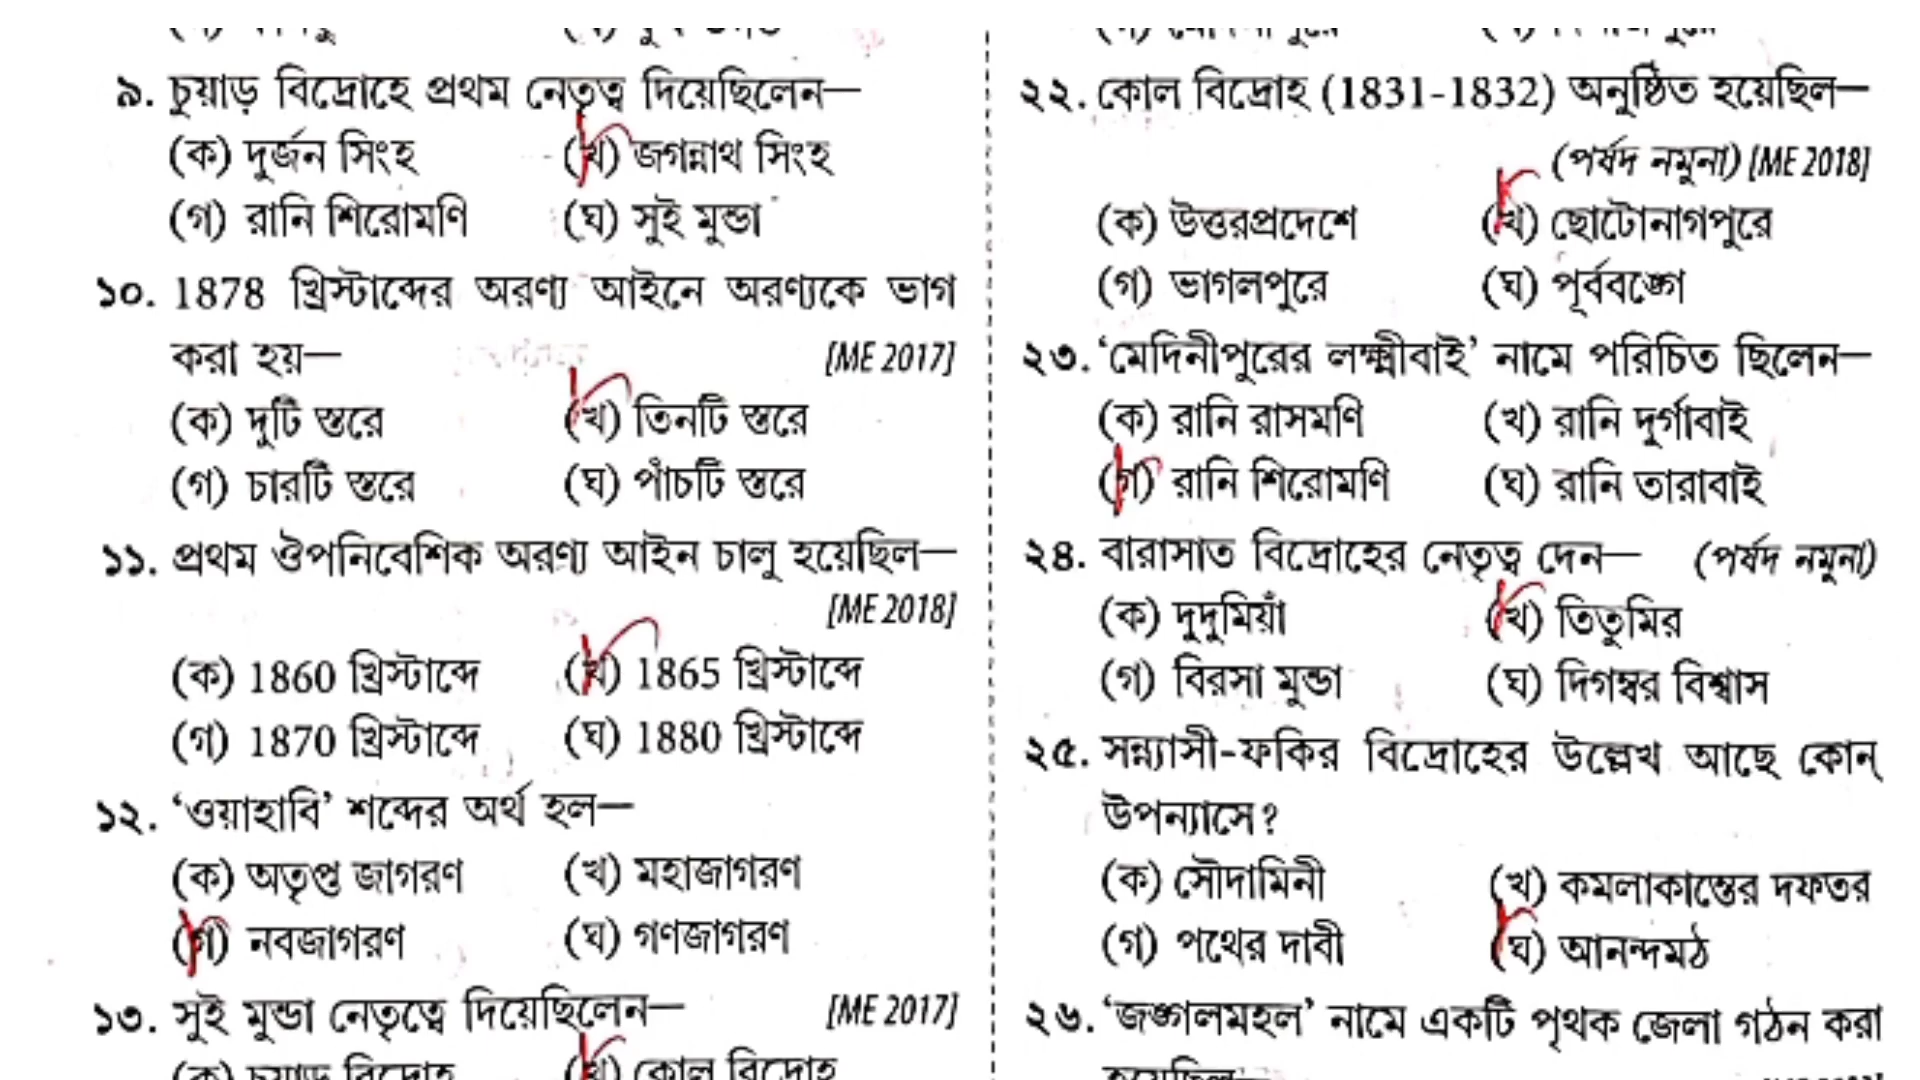 ৯. চুয়াড় বিদ্রোহে প্রথম নেতৃত্ব দিয়েছিলেন—
(ক) দুর্জন সিংহ (খ) জগন্নাথ সিংহ
(গ) রানি শিরোমণি (ঘ) সুই মুন্ডা
১০. 1878 খ্রিস্টাব্দের অরণ্য আইনে অরণ্যকে ভাগ
করা হয়— [ME 2017]
(ক) দুটি স্তরে (খ) তিনটি স্তরে
(গ) চারটি স্তরে (ঘ) পাঁচটি স্তরে
১১. প্রথম ঔপনিবেশিক অরণ্য আইন চালু হয়েছিল—
[ME 2018]
(ক) 1860 খ্রিস্টাব্দে (খ) 1865 খ্রিস্টাব্দে
(গ) 1870 খ্রিস্টাব্দে (ঘ) 1880 খ্রিস্টাব্দে
১২. ‘ওয়াহাবি’ শব্দের অর্থ হল—
(ক) অতৃপ্ত জাগরণ (খ) মহাজাগরণ
(গ) নবজাগরণ (ঘ) গণজাগরণ
১৩. সুই মুন্ডা নেতৃত্বে দিয়েছিলেন— [ME 2017]
(ক) চুয়াড় বিদ্রোহ (খ) কোল বিদ্রোহ
২২. কোল বিদ্রোহ (1831-1832) অনুষ্ঠিত হয়েছিল—
(পর্ষদ নমুনা) [ME 2018]
(ক) উত্তরপ্রদেশে (খ) ছোটোনাগপুরে
(গ) ভাগলপুরে (ঘ) পূর্ববঙ্গে
২৩. ‘মেদিনীপুরের লক্ষ্মীবাই’ নামে পরিচিত ছিলেন—
(ক) রানি রাসমণি (খ) রানি দুর্গাবাই
(গ) রানি শিরোমণি (ঘ) রানি তারাবাই
২৪. বারাসাত বিদ্রোহের নেতৃত্ব দেন— (পর্ষদ নমুনা)
(ক) দুদুমিয়াঁ (খ) তিতুমির
(গ) বিরসা মুন্ডা (ঘ) দিগম্বর বিশ্বাস
২৫. সন্ন্যাসী-ফকির বিদ্রোহের উল্লেখ আছে কোন্
উপন্যাসে?
(ক) সৌদামিনী (খ) কমলাকান্তের দফতর
(গ) পথের দাবী (ঘ) আনন্দমঠ
২৬. ‘জঙ্গলমহল’ নামে একটি পৃথক জেলা গঠন করা
হয়েছিল—